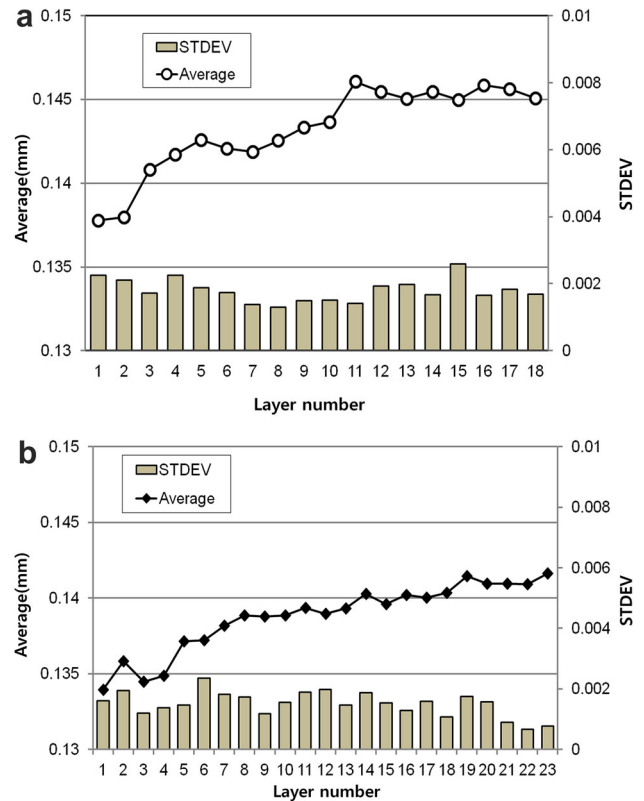 a
0.15
0.145
0.14
0.135
0.13
Average(mm)
STDEV
Average
0.01
0.008
0.006
0.004
0.002
0
STDEV
1 2 3 4 5 6 7 8 9 10 11 12 13 14 15 16 17 18
Layer number
b
0.15
0.145
0.14
0.135
0.13
Average(mm)
STDEV
Average
0.01
0.008
0.006
0.004
0.002
0
STDEV
1 2 3 4 5 6 7 8 9 10 11 12 13 14 15 16 17 18 19 20 21 22 23
Layer number